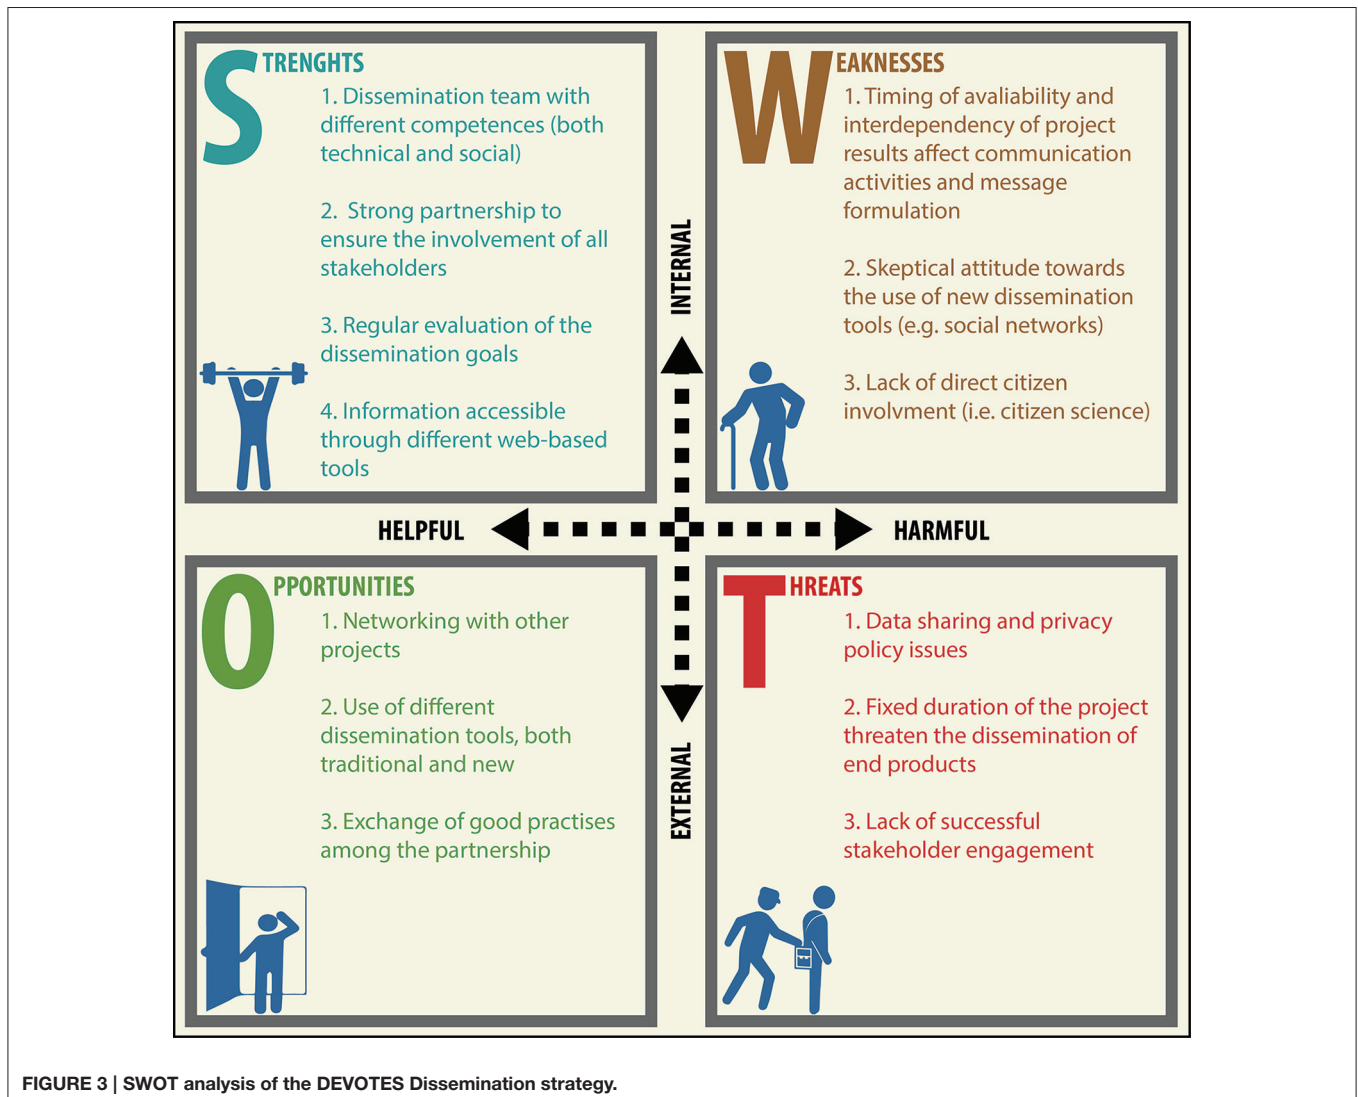 STRENGHTS
1. Dissemination team with
different competences (both
technical and social)
2. Strong partnership to
ensure the involvement of all
stakeholders
3. Regular evaluation of the
dissemination goals
4. Information accessible
through different web-based
tools
WEAKNESSES
1. Timing of avaliability and
interdependency of project
results affect communication
activities and message
formulation
2. Skeptical attitude towards
the use of new dissemination
tools (e.g. social networks)
3. Lack of direct citizen
involvment (i.e. citizen science)
INTERNAL
HELPFUL
HARMFUL
EXTERNAL
OPPORTUNITIES
1. Networking with other
projects
2. Use of different
dissemination tools, both
traditional and new
3. Exchange of good practises
among the partnership
THREATS
1. Data sharing and privacy
policy issues
2. Fixed duration of the project
threaten the dissemination of
end products
3. Lack of successful
stakeholder engagement
FIGURE 3 | SWOT analysis of the DEVOTES Dissemination strategy.